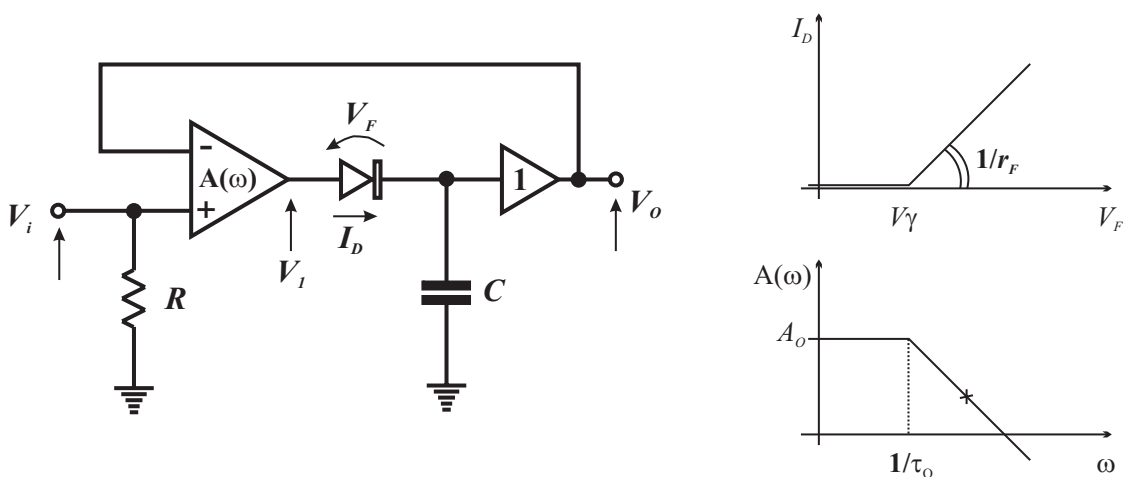 V_F
A(ω)
-
+
1
V_i
V_O
I_D
V_1
R
C
I_D
1/r_F
Vγ
V_F
A(ω)
A_O
1/τ_O
ω